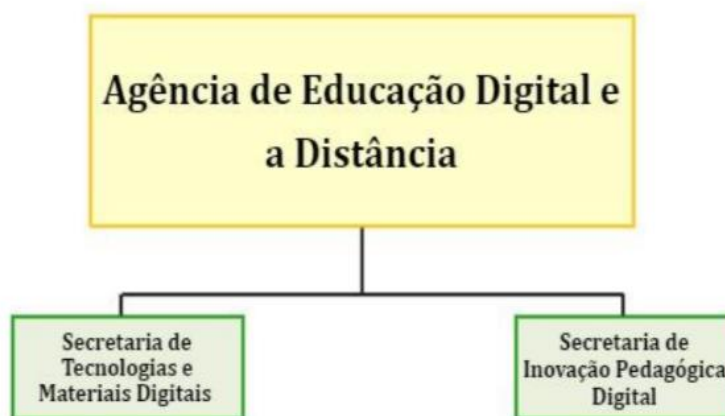 Agência de Educação Digital e
a Distância
Secretaria de
Tecnologias e
Materiais Digitais
Secretaria de
Inovação Pedagógica
Digital